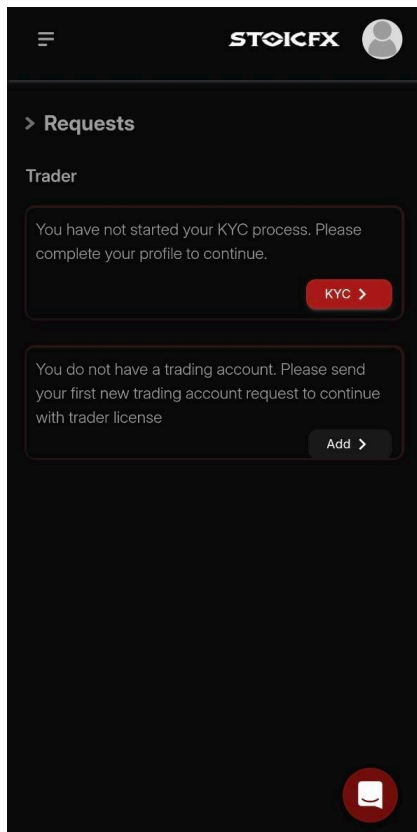 STOICFX
> Requests
Trader
You have not started your KYC process. Please
complete your profile to continue.
KYC >
You do not have a trading account. Please send
your first new trading account request to continue
with trader license
Add >